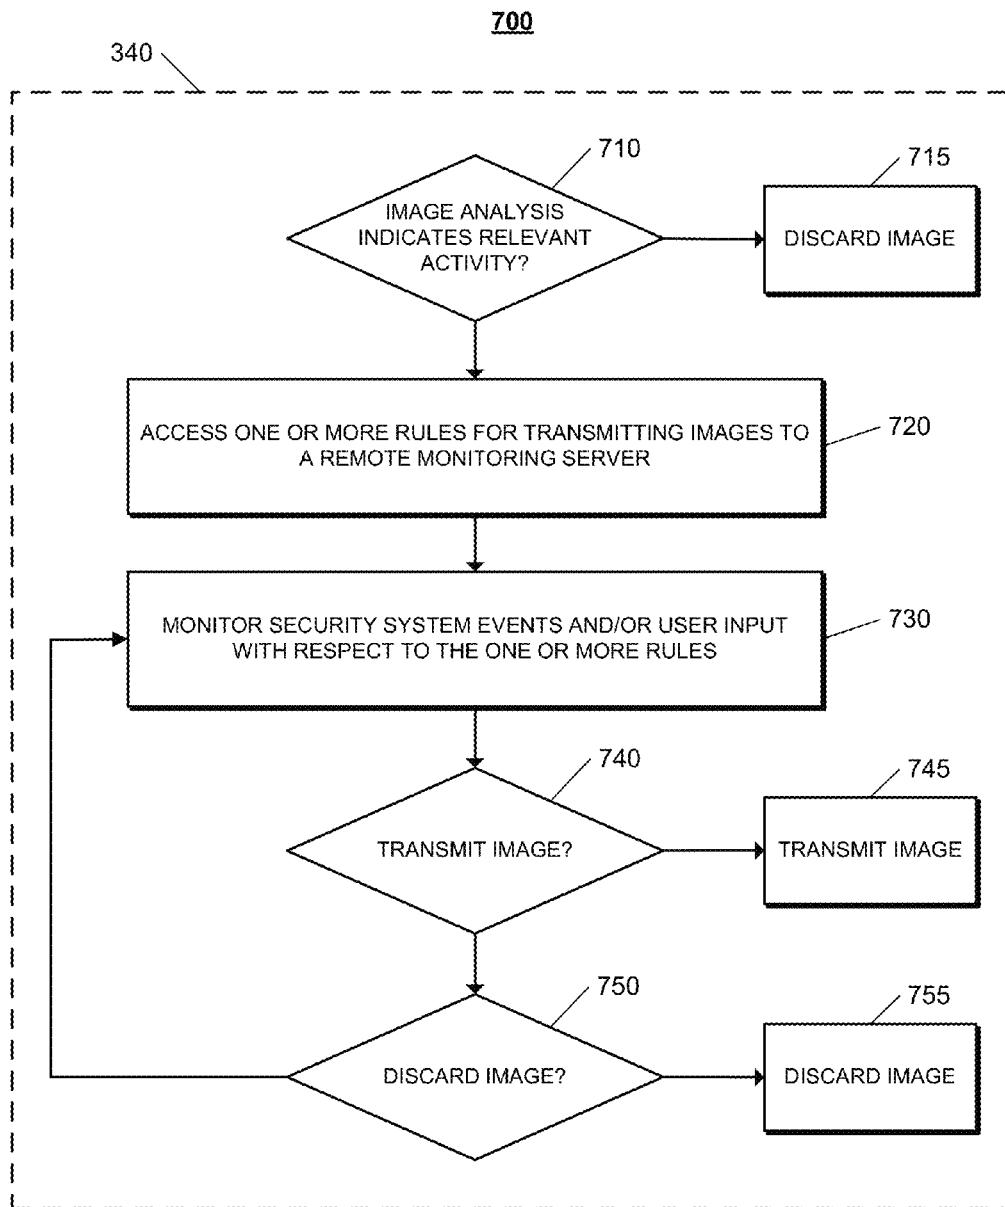 700
340
710
IMAGE ANALYSIS
INDICATES RELEVANT
ACTIVITY?
715
DISCARD IMAGE
720
ACCESS ONE OR MORE RULES FOR TRANSMITTING IMAGES TO
A REMOTE MONITORING SERVER
730
MONITOR SECURITY SYSTEM EVENTS AND/OR USER INPUT
WITH RESPECT TO THE ONE OR MORE RULES
740
TRANSMIT IMAGE?
745
TRANSMIT IMAGE
750
DISCARD IMAGE?
755
DISCARD IMAGE